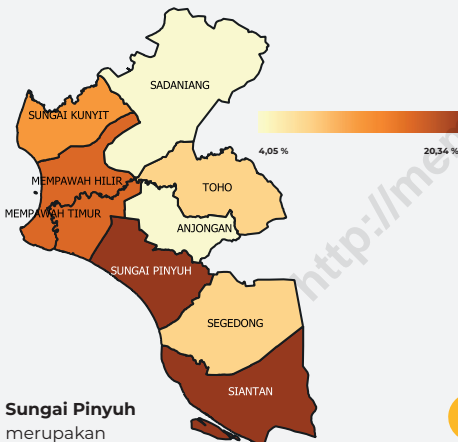 SADANIANG
SUNGAI KUNYIT
4,05 %
20,34 %
MEMPAWAH HILIR
TOHO
MEMPAWAH TIMUR
ANJONGAN
SUNGAI PINYUH
SEGEDONG
SIANTAN
Sungai Pinyuh
merupakan